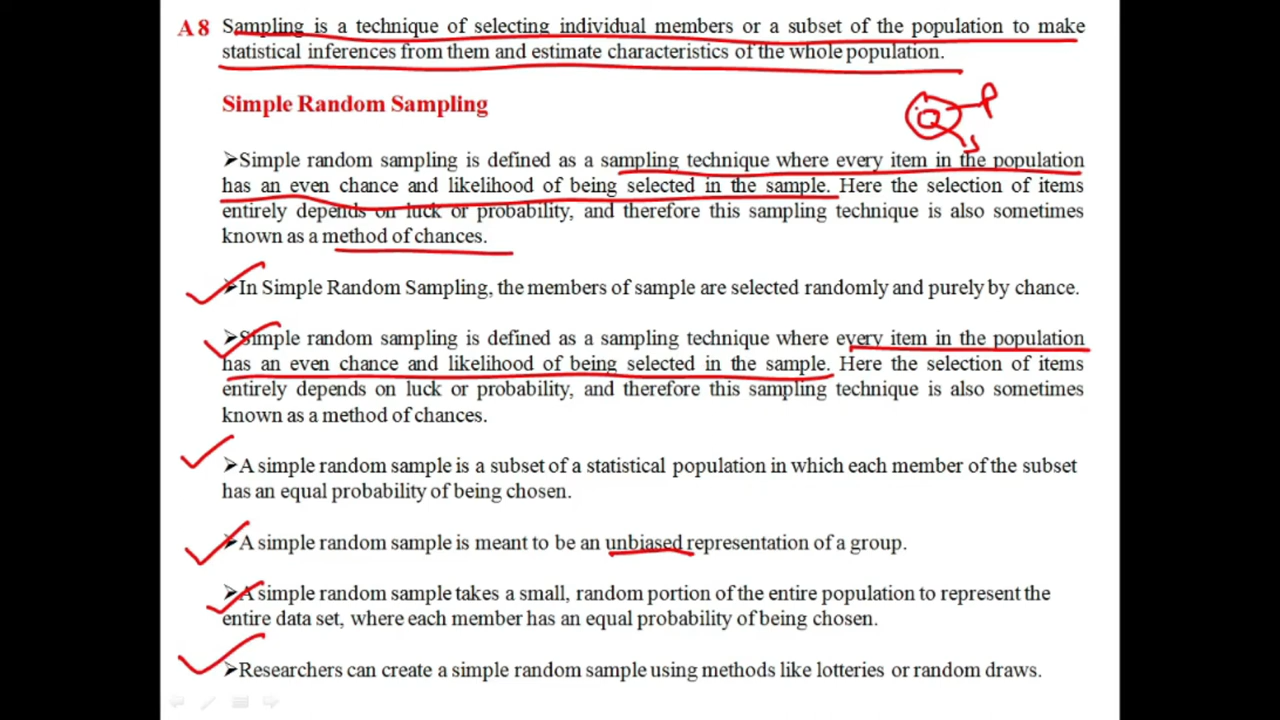 A 8 Sampling is a technique of selecting individual members or a subset of the population to make
statistical inferences from them and estimate characteristics of the whole population.
Simple Random Sampling
P
➢Simple random sampling is defined as a sampling technique where every item in the population
has an even chance and likelihood of being selected in the sample. Here the selection of items
entirely depends on luck or probability, and therefore this sampling technique is also sometimes
known as a method of chances.
➢In Simple Random Sampling, the members of sample are selected randomly and purely by chance.
➢Simple random sampling is defined as a sampling technique where every item in the population
has an even chance and likelihood of being selected in the sample. Here the selection of items
entirely depends on luck or probability, and therefore this sampling technique is also sometimes
known as a method of chances.
➢A simple random sample is a subset of a statistical population in which each member of the subset
has an equal probability of being chosen.
➢A simple random sample is meant to be an unbiased representation of a group.
➢A simple random sample takes a small, random portion of the entire population to represent the
entire data set, where each member has an equal probability of being chosen.
➢Researchers can create a simple random sample using methods like lotteries or random draws.